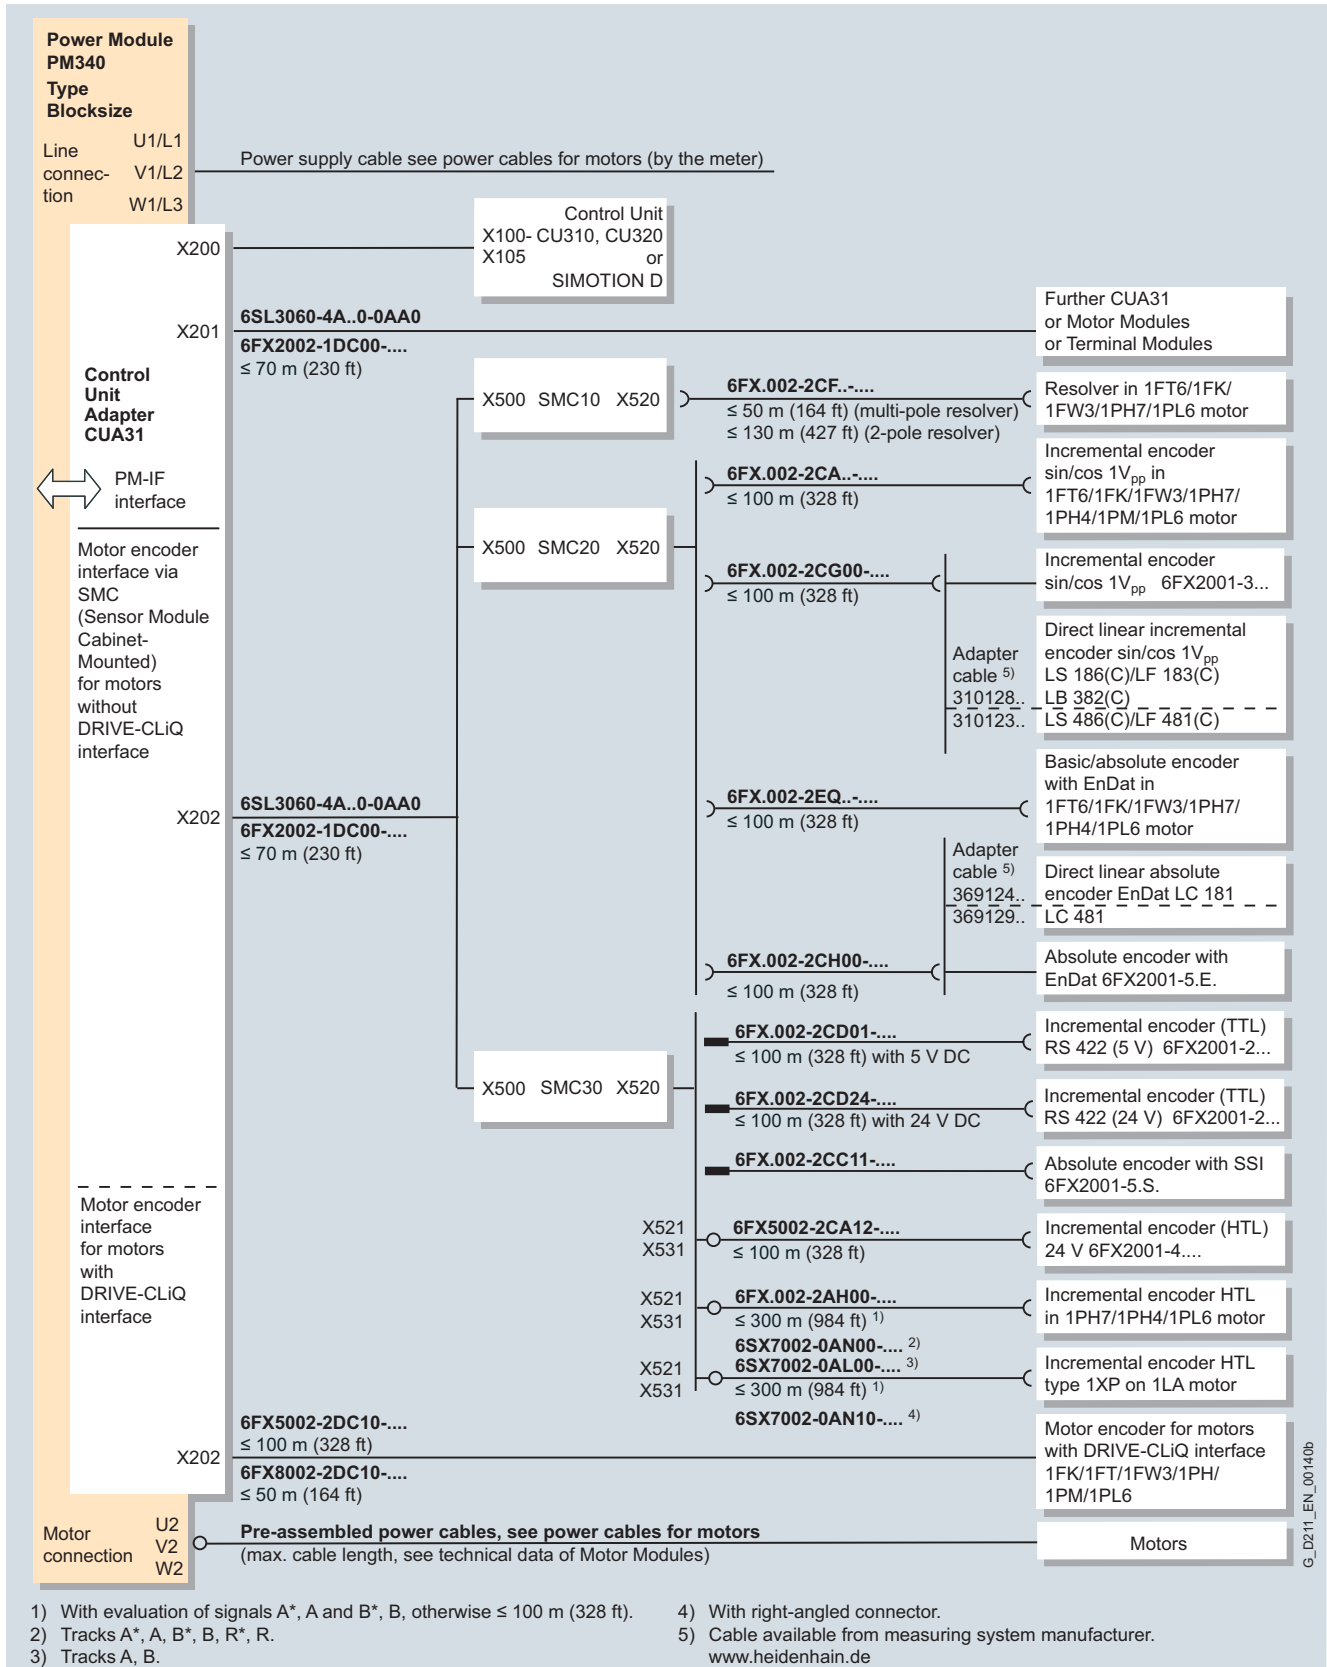 Power Module
PM340
Type
Blocksize
Line
connec-
tion
U1/L1
V1/L2
W1/L3
Power supply cable see power cables for motors (by the meter)
X200
Control Unit
X100- CU310, CU320
X105 or
SIMOTION D
X201
6SL3060-4A..0-0AA0
6FX2002-1DC00-....
≤ 70 m (230 ft)
Further CUA31
or Motor Modules
or Terminal Modules
Control
Unit
Adapter
CUA31
PM-IF
interface
X500 SMC10 X520
6FX.002-2CF..-....
≤ 50 m (164 ft) (multi-pole resolver)
≤ 130 m (427 ft) (2-pole resolver)
Resolver in 1FT6/1FK/
1FW3/1PH7/1PL6 motor
6FX.002-2CA..-....
≤ 100 m (328 ft)
Incremental encoder
sin/cos 1Vpp in
1FT6/1FK/1FW3/1PH7/
1PH4/1PM/1PL6 motor
Motor encoder
interface via
SMC
(Sensor Module
Cabinet-
Mounted)
for motors
without
DRIVE-CLiQ
interface
X500 SMC20 X520
6FX.002-2CG00-....
≤ 100 m (328 ft)
Incremental encoder
sin/cos 1Vpp 6FX2001-3...
Adapter
cable 5)
310128..
310123..
Direct linear incremental
encoder sin/cos 1Vpp
LS 186(C)/LF 183(C)
LB 382(C)
LS 486(C)/LF 481(C)
X202
6SL3060-4A..0-0AA0
6FX2002-1DC00-....
≤ 70 m (230 ft)
6FX.002-2EQ..-....
≤ 100 m (328 ft)
Basic/absolute encoder
with EnDat in
1FT6/1FK/1FW3/1PH7/
1PH4/1PL6 motor
Adapter
cable 5)
369124..
369129..
Direct linear absolute
encoder EnDat LC 181
LC 481
6FX.002-2CH00-....
≤ 100 m (328 ft)
Absolute encoder with
EnDat 6FX2001-5.E.
X500 SMC30 X520
6FX.002-2CD01-....
≤ 100 m (328 ft) with 5 V DC
Incremental encoder (TTL)
RS 422 (5 V) 6FX2001-2...
6FX.002-2CD24-....
≤ 100 m (328 ft) with 24 V DC
Incremental encoder (TTL)
RS 422 (24 V) 6FX2001-2...
6FX.002-2CC11-....
Absolute encoder with SSI
6FX2001-5.S.
Motor encoder
interface
for motors
with
DRIVE-CLiQ
interface
X521
X531
6FX5002-2CA12-....
≤ 100 m (328 ft)
Incremental encoder (HTL)
24 V 6FX2001-4....
X521
X531
6FX.002-2AH00-....
≤ 300 m (984 ft) 1)
Incremental encoder HTL
in 1PH7/1PH4/1PL6 motor
X521
X531
6SX7002-0AN00-.... 2)
6SX7002-0AL00-.... 3)
≤ 300 m (984 ft) 1)
6SX7002-0AN10-.... 4)
Incremental encoder HTL
type 1XP on 1LA motor
X202
6FX5002-2DC10-....
≤ 100 m (328 ft)
6FX8002-2DC10-....
≤ 50 m (164 ft)
Motor encoder for motors
with DRIVE-CLiQ interface
1FK/1FT/1FW3/1PH/
1PM/1PL6
Motor
connection
U2
V2
W2
Pre-assembled power cables, see power cables for motors
(max. cable length, see technical data of Motor Modules)
Motors
G_D211_EN_00140b
1) With evaluation of signals A*, A and B*, B, otherwise ≤ 100 m (328 ft).
2) Tracks A*, A, B*, B, R*, R.
3) Tracks A, B.
4) With right-angled connector.
5) Cable available from measuring system manufacturer.
www.heidenhain.de